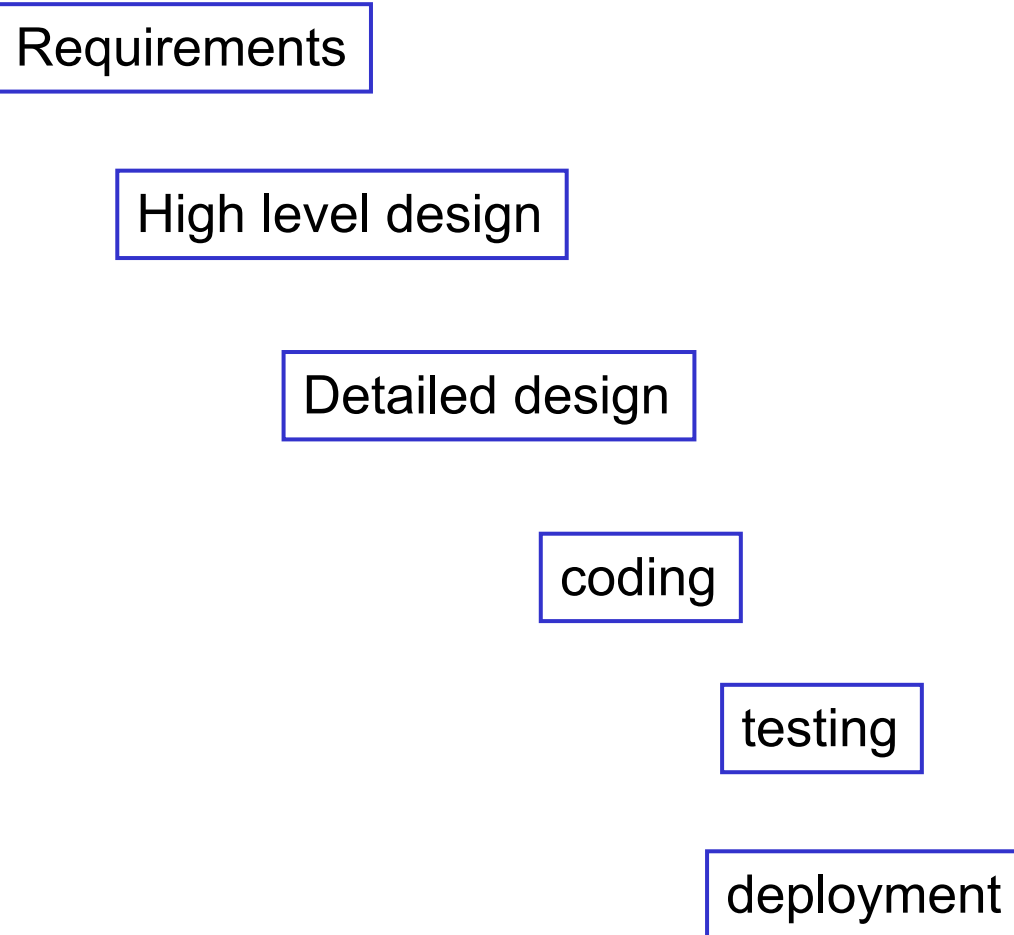 Requirements
High level design
Detailed design
coding
testing
deployment